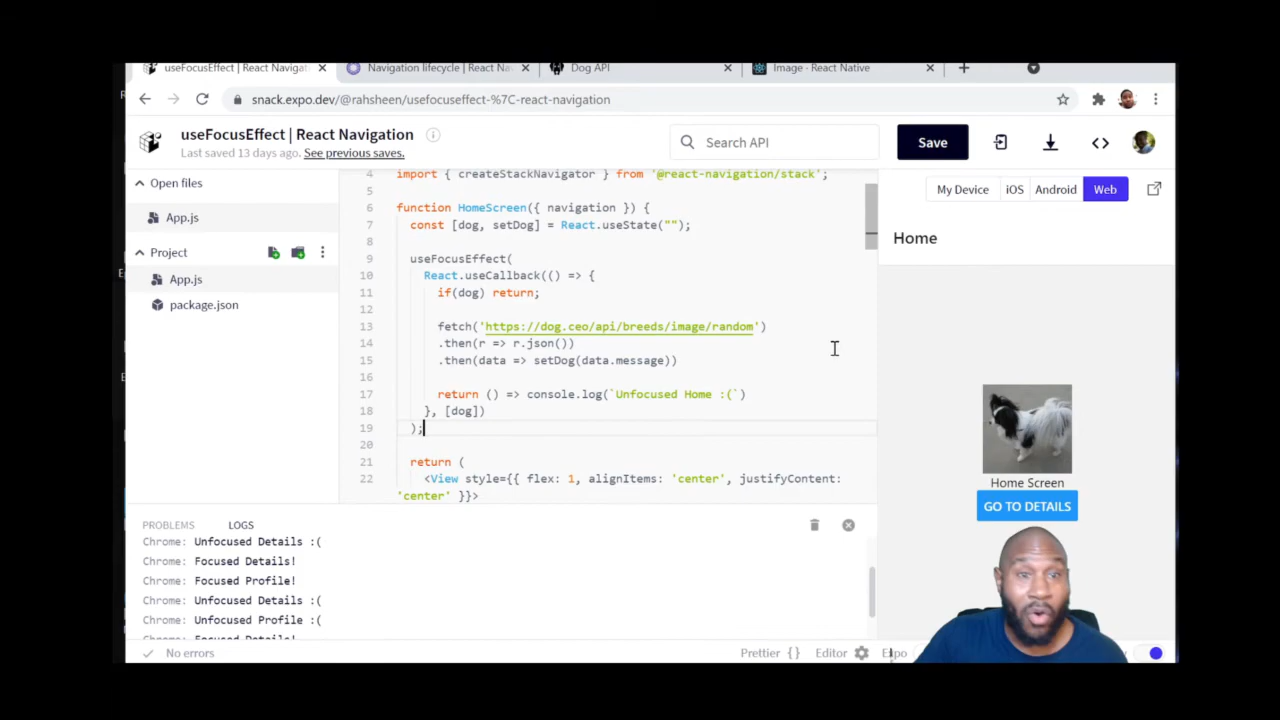 useFocusEffect | React Navigati
Navigation lifecycle | React Na
Dog API
Image · React Native
snack.expo.dev/@rahsheen/usefocuseffect-%7C-react-navigation
useFocusEffect | React Navigation
Last saved 13 days ago. See previous saves.
Search API
Save
Open files
App.js
Project
App.js
package.json
4 import { createStackNavigator } from '@react-navigation/stack';
5
6 function HomeScreen({ navigation }) {
7 const [dog, setDog] = React.useState("");
8
9 useFocusEffect(
10 React.useCallback(() => {
11 if(dog) return;
12
13 fetch('https://dog.ceo/api/breeds/image/random')
14 .then(r => r.json())
15 .then(data => setDog(data.message))
16
17 return () => console.log(`Unfocused Home :(`)
18 }, [dog])
19 );
20
21 return (
22 <View style={{ flex: 1, alignItems: 'center', justifyContent:
'center' }}>
My Device iOS Android Web
Home
Home Screen
GO TO DETAILS
PROBLEMS LOGS
Chrome: Unfocused Details :(
Chrome: Focused Details!
Chrome: Focused Profile!
Chrome: Unfocused Details :(
Chrome: Unfocused Profile :(
Chrome: Focused Details!
No errors
Prettier { } Editor Expo